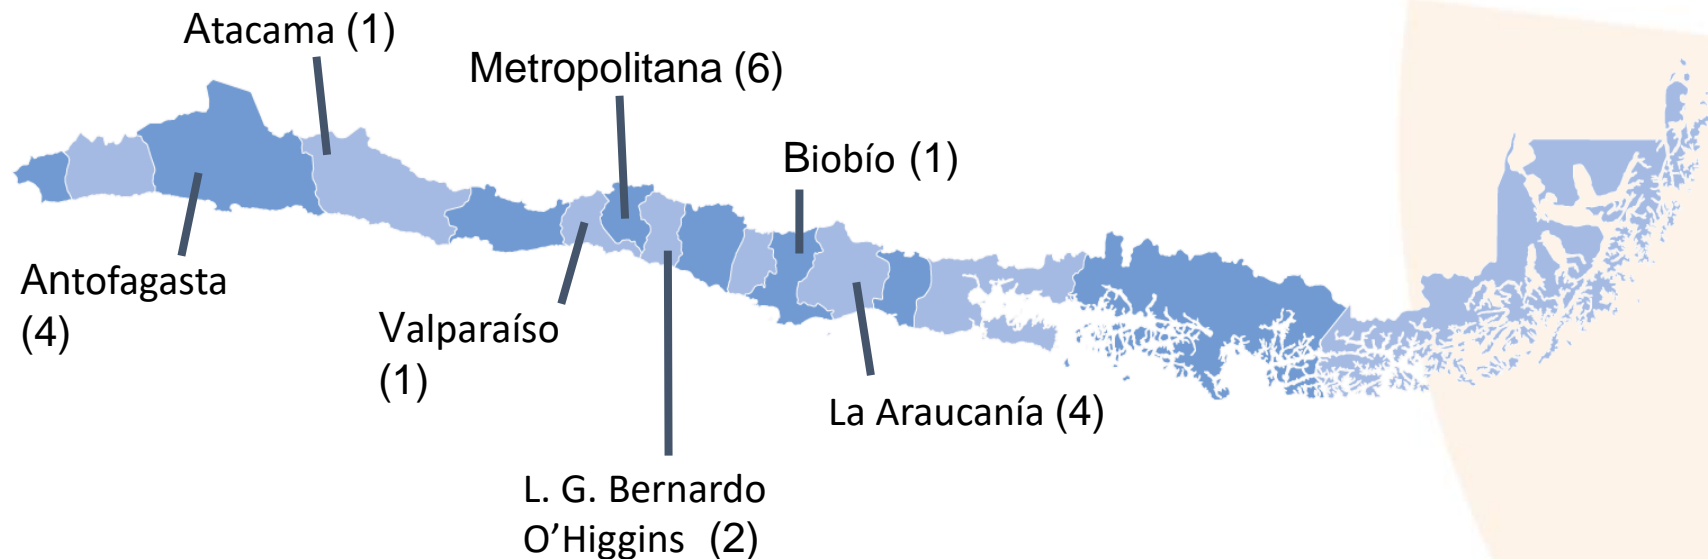 Atacama (1)
Metropolitana (6)
Biobío (1)
Antofagasta
(4)
Valparaíso
(1)
La Araucanía (4)
L. G. Bernardo
O’Higgins (2)